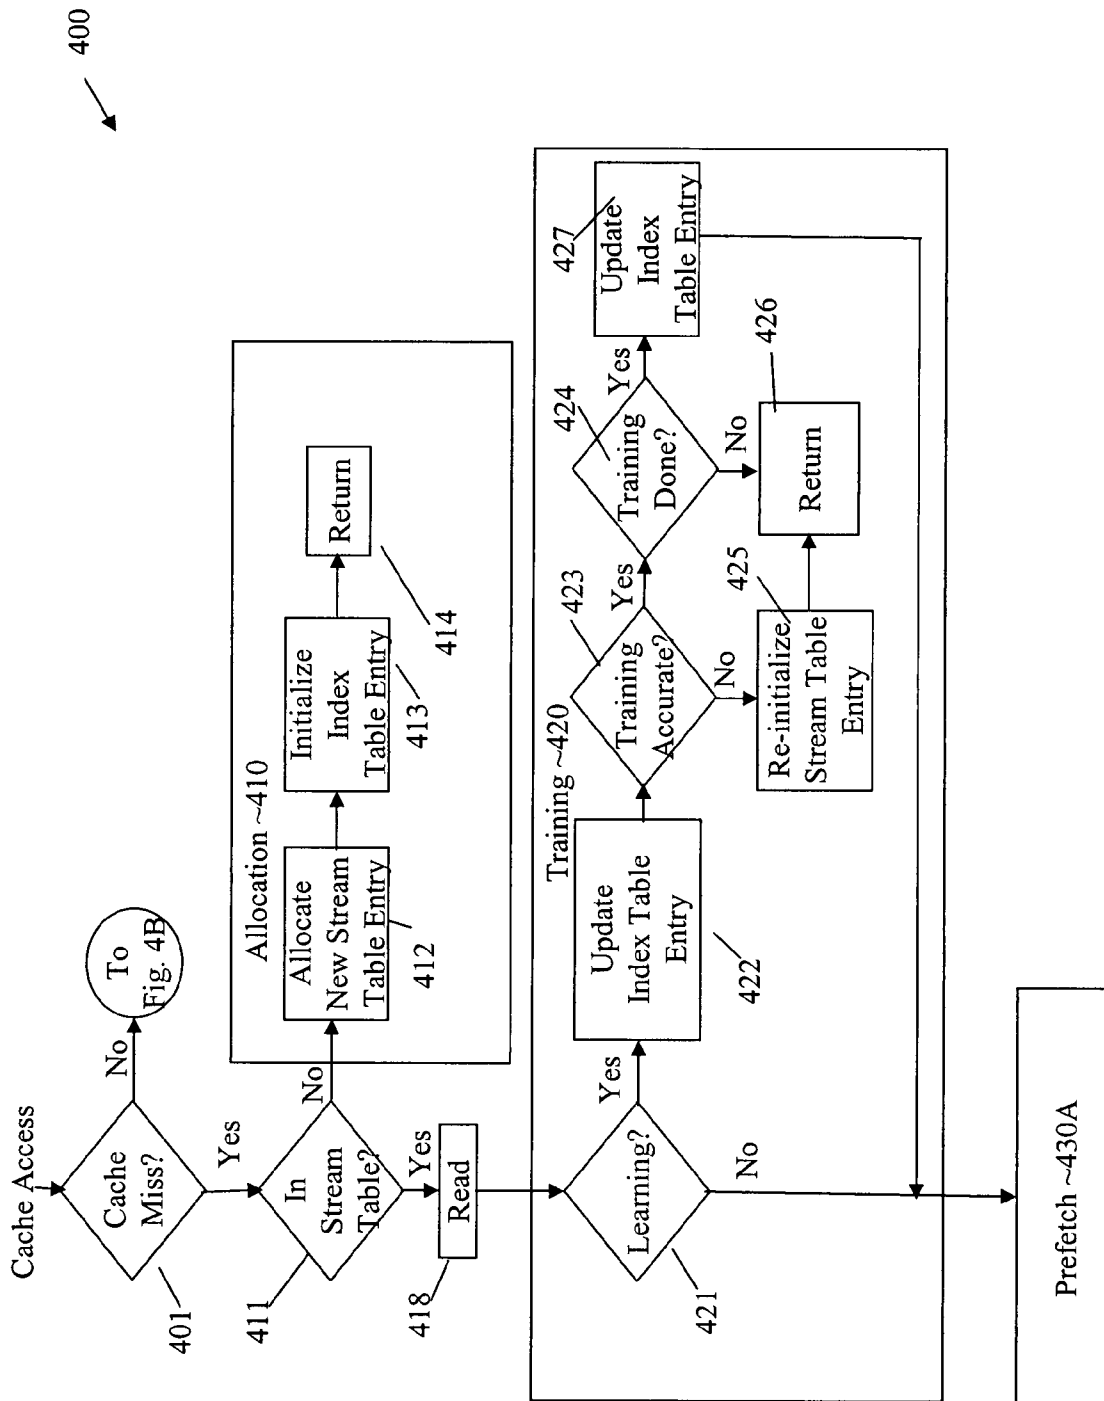 400
Cache Access
Cache
Miss?
401
No
To
Fig. 4B
Yes
In
Stream
Table?
411
No
Allocation ~410
Allocate
New Stream
Table Entry
412
Initialize
Index
Table Entry
413
Return
414
Yes
Read
418
Training ~420
Learning?
421
Yes
Update
Index Table
Entry
422
Training
Accurate?
423
Yes
Training
Done?
424
Yes
Update
Index
Table Entry
427
No
Re-initialize
Stream Table
Entry
425
No
Return
426
No
Prefetch ~430A